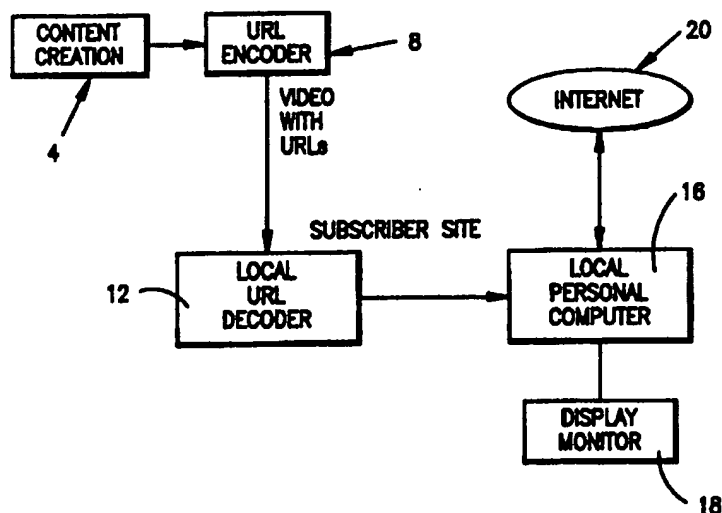 CONTENT
CREATION
URL
ENCODER
8
20
INTERNET
4
VIDEO
WITH
URLs
SUBSCRIBER SITE
16
12
LOCAL
URL
DECODER
LOCAL
PERSONAL
COMPUTER
DISPLAY
MONITOR
18